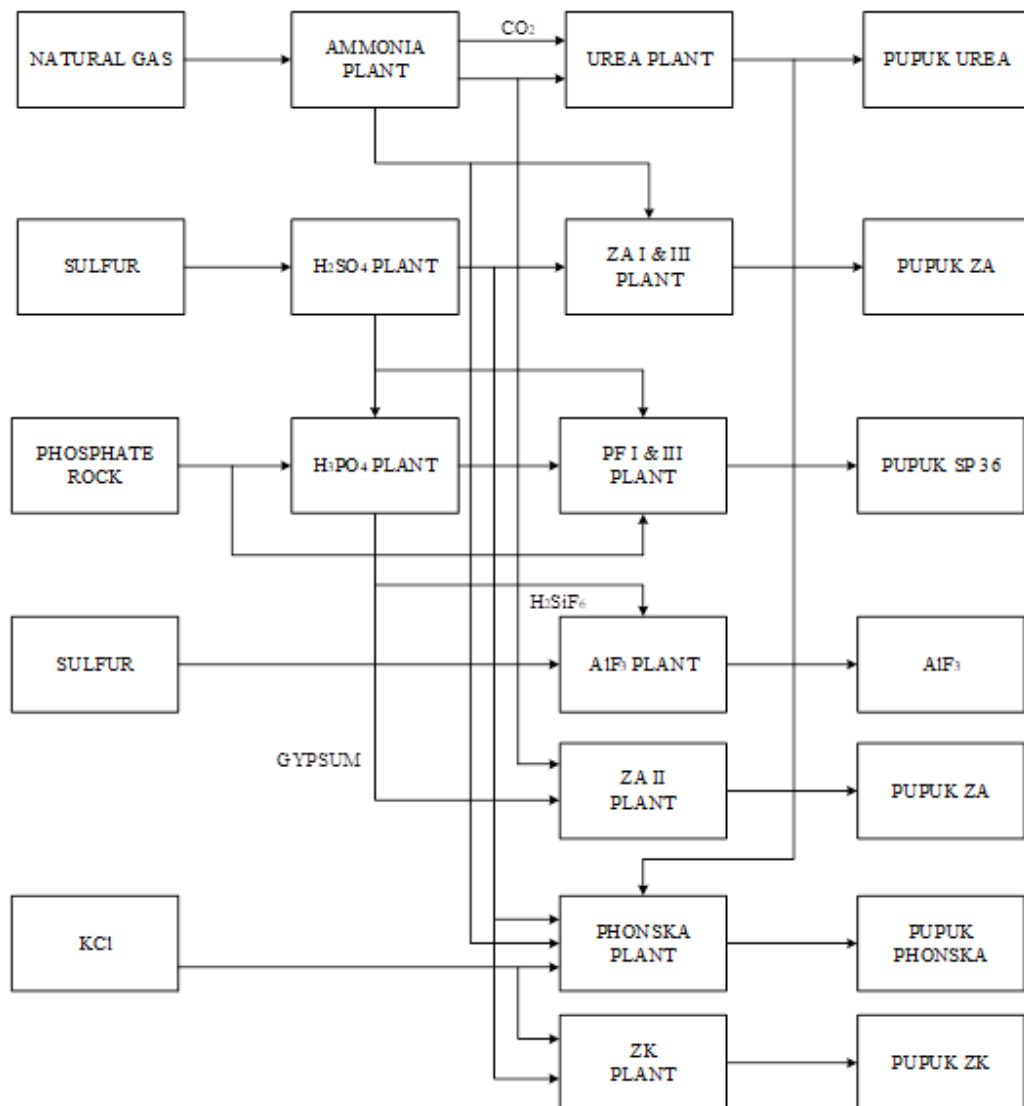 CO₂
NATURAL GAS
AMMONIA
PLANT
UREA PLANT
PUPUK UREA
SULFUR
H₂SO₄ PLANT
ZA I & III
PLANT
PUPUK ZA
PHOSPHATE
ROCK
H₃PO₄ PLANT
PF I & III
PLANT
PUPUK SP 36
H₂SiF₆
SULFUR
AlF₃ PLANT
AlF₃
GYPSUM
ZA II
PLANT
PUPUK ZA
KCl
PHONSKA
PLANT
PUPUK
PHONSKA
ZK
PLANT
PUPUK ZK